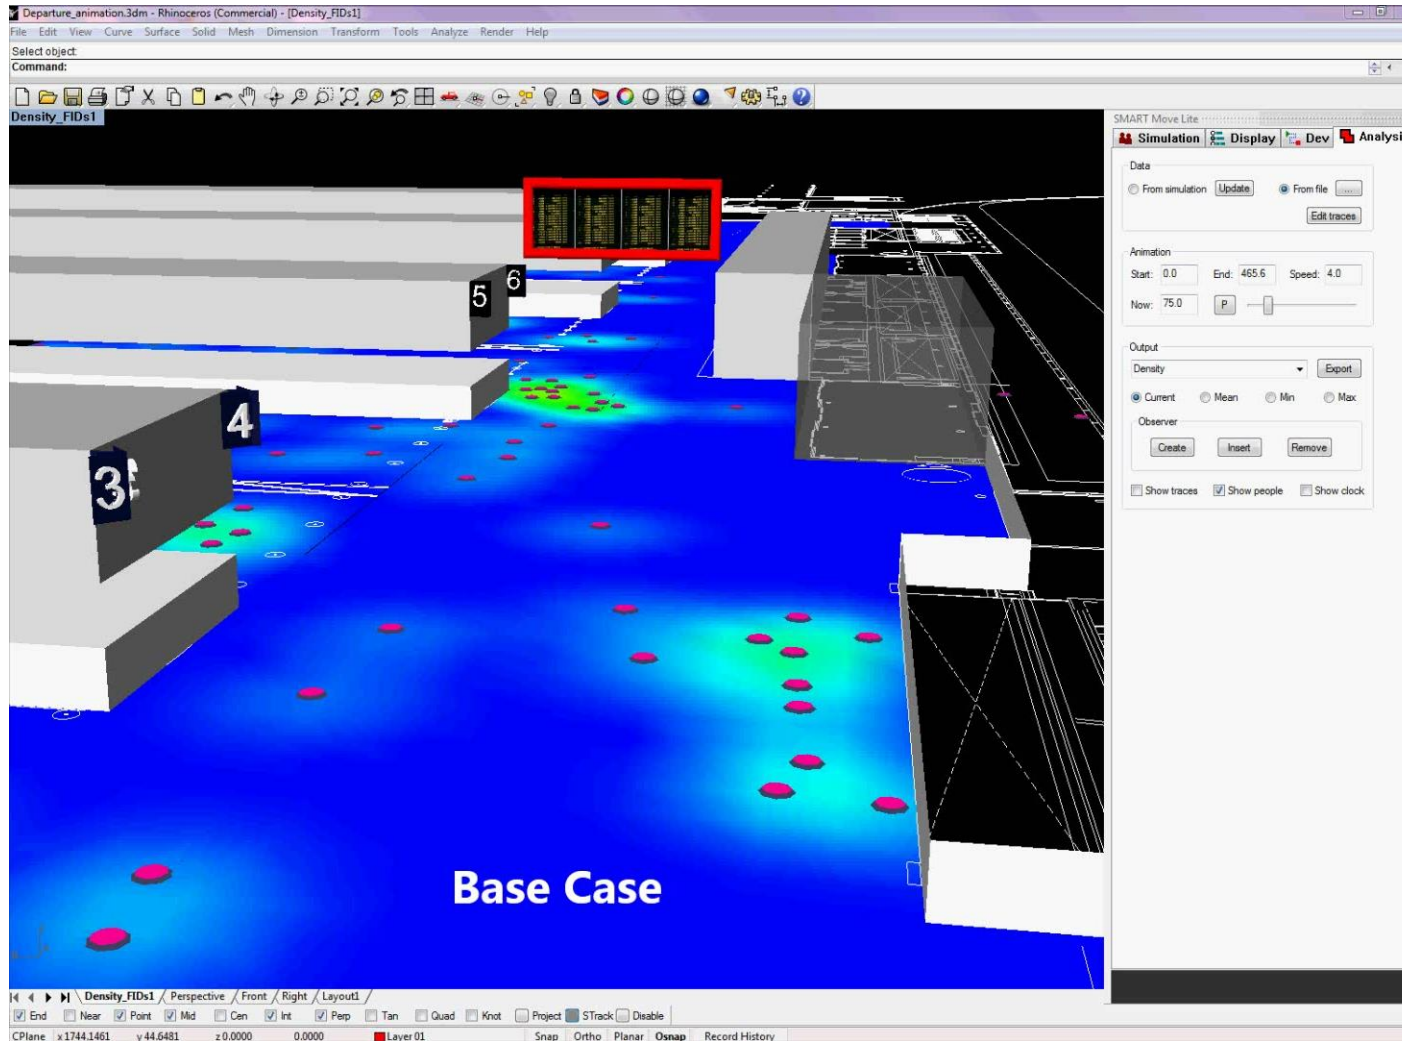 Departure_animation.3dm - Rhinoceros (Commercial) - [Density_FIDs1]
File Edit View Curve Surface Solid Mesh Dimension Transform Tools Analyze Render Help
Select object
Command:
Density_FIDs1
SMART Move Lite
Simulation Display Dev Analysi
Data
From simulation Update From file ...
Edit traces
Animation
Start: 0.0 End: 465.6 Speed: 4.0
Now: 75.0 P
Output
Density Export
Current Mean Min Max
Observer
Create Insert Remove
Show traces Show people Show clock
6
5
4
3
Base Case
Density_FIDs1 Perspective Front Right Layout1
End Near Point Mid Cen Int Perp Tan Quad Knot Project STrack Disable
CPlane x 1744.1461 y 44.6481 z 0.0000 0.0000 Layer 01 Snap Ortho Planar Osnap Record History